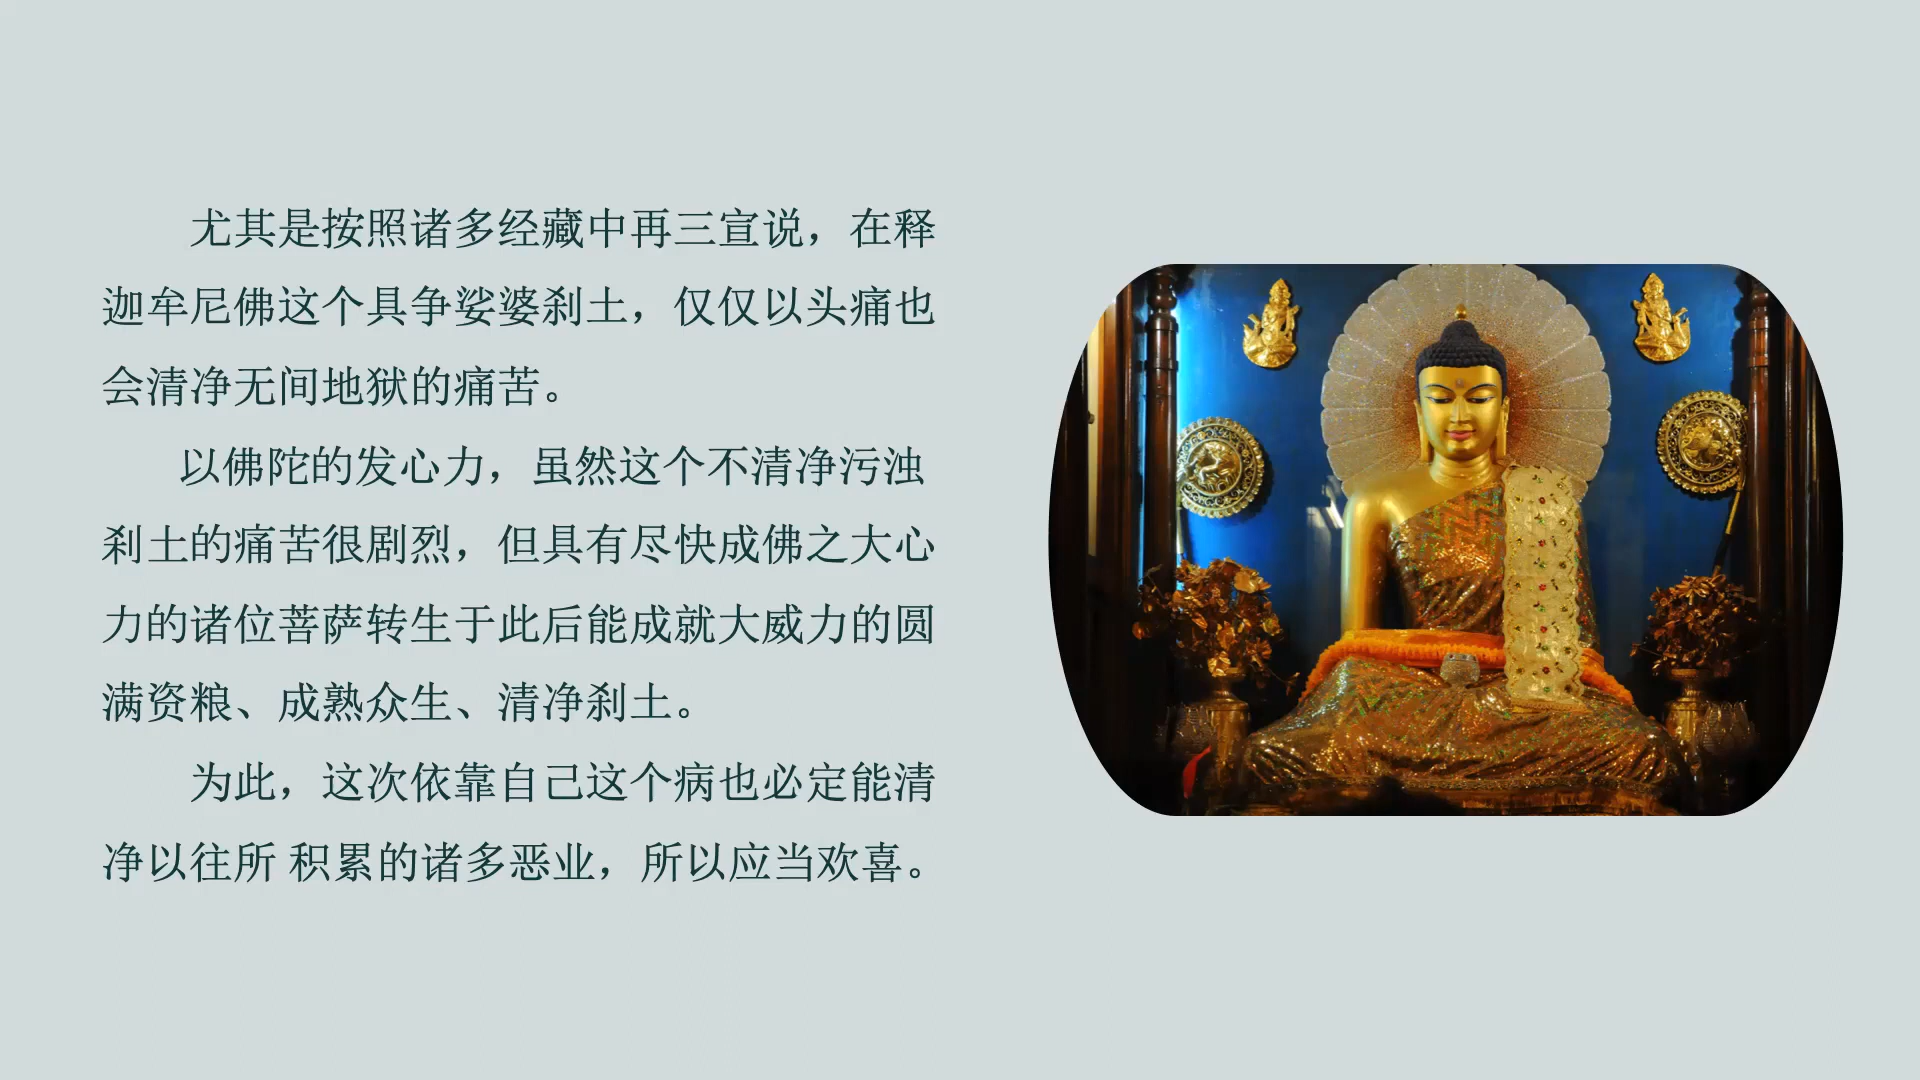 尤其是按照诸多经藏中再三宣说，在释
迦牟尼佛这个具争娑婆刹土，仅仅以头痛也
会清净无间地狱的痛苦。
以佛陀的发心力，虽然这个不清净污浊
刹土的痛苦很剧烈，但具有尽快成佛之大心
力的诸位菩萨转生于此后能成就大威力的圆
满资粮、成熟众生、清净刹土。
为此，这次依靠自己这个病也必定能清
净以往所 积累的诸多恶业，所以应当欢喜。